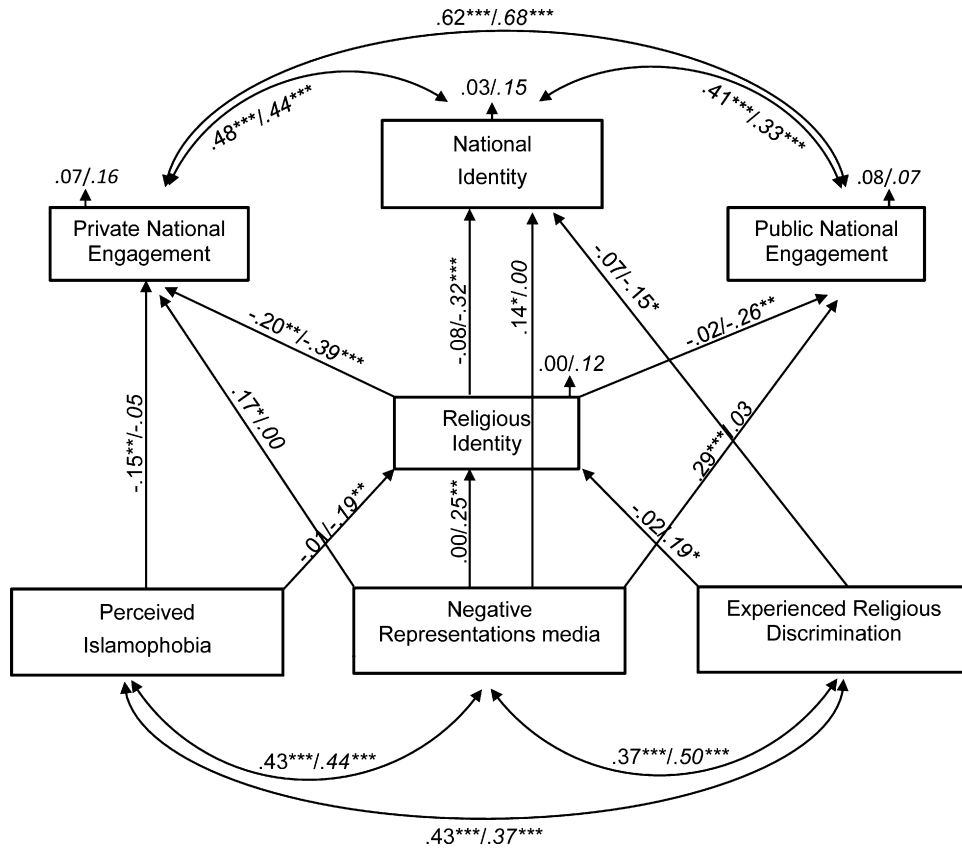 .62/.68***
.48***/.44***
.03/.15
.41***/.33***
National
Identity
.07/.16
.08/.07
Private National
Engagement
Public National
Engagement
-.20**/-.39***
-.08/-.32***
.14*/.00
-.07/-.15*
-.02/-.26**
.00/.12
Religious
Identity
-.15**/-.05
.17*/.00
.29***/.03
-.01/-.19**
.00/.25**
-.02/.19*
Perceived
Islamophobia
Negative
Representations media
Experienced Religious
Discrimination
.43***/.44***
.37***/.50***
.43***/.37***